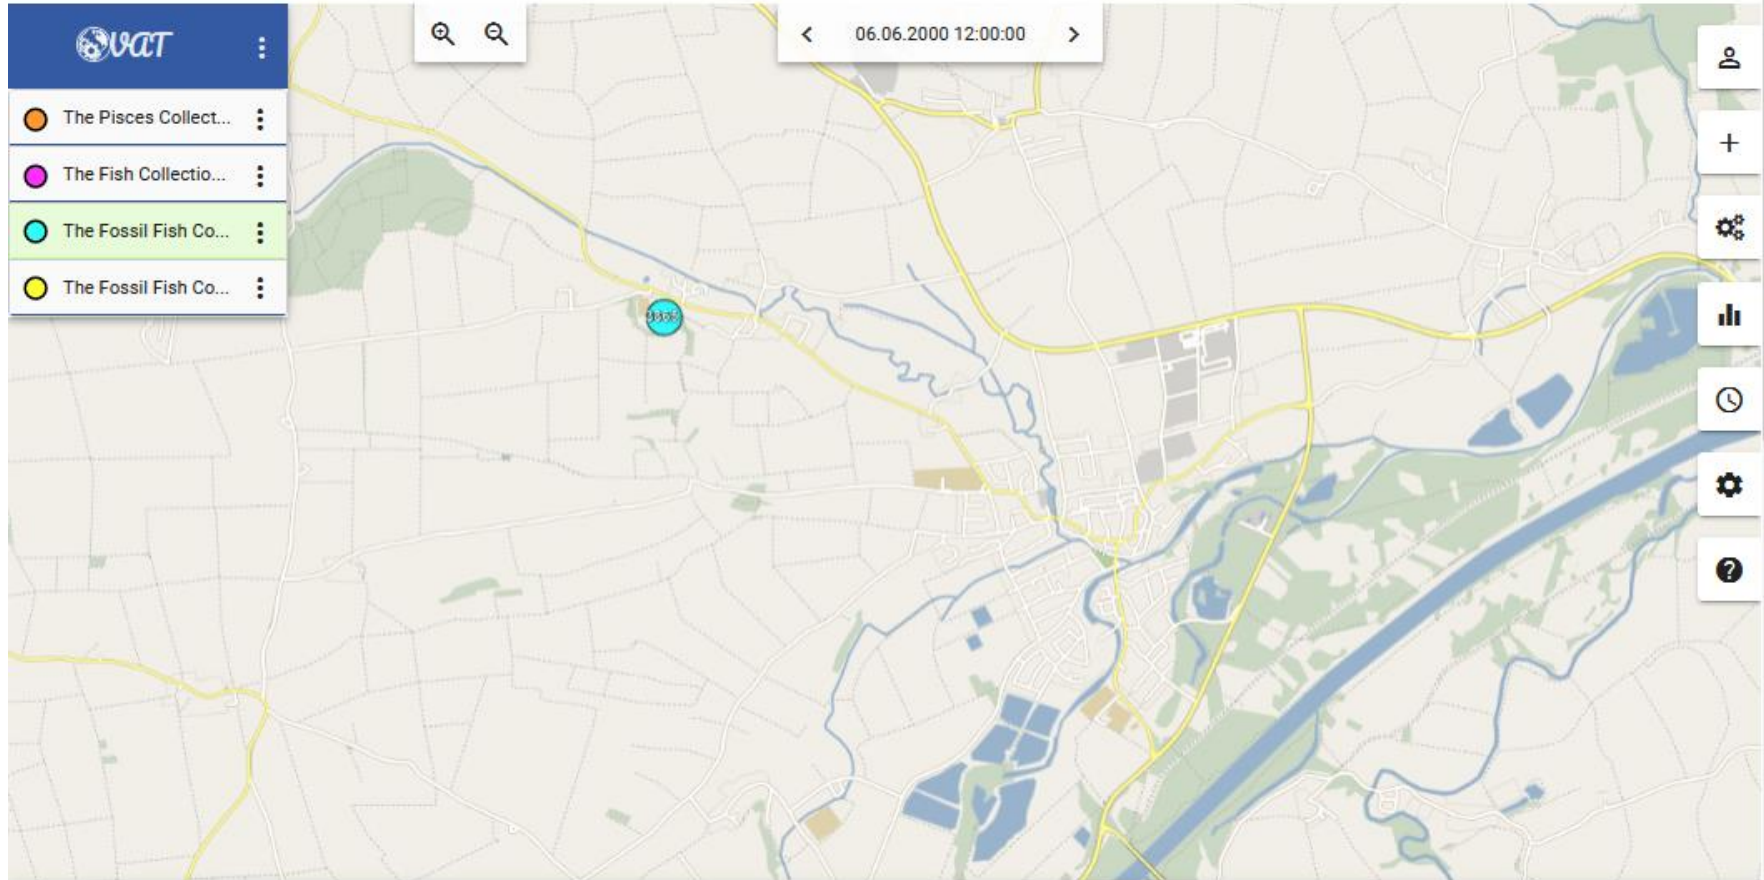 VAT
06.06.2000 12:00:00
The Pisces Collect...
The Fish Collectio...
The Fossil Fish Co...
The Fossil Fish Co...